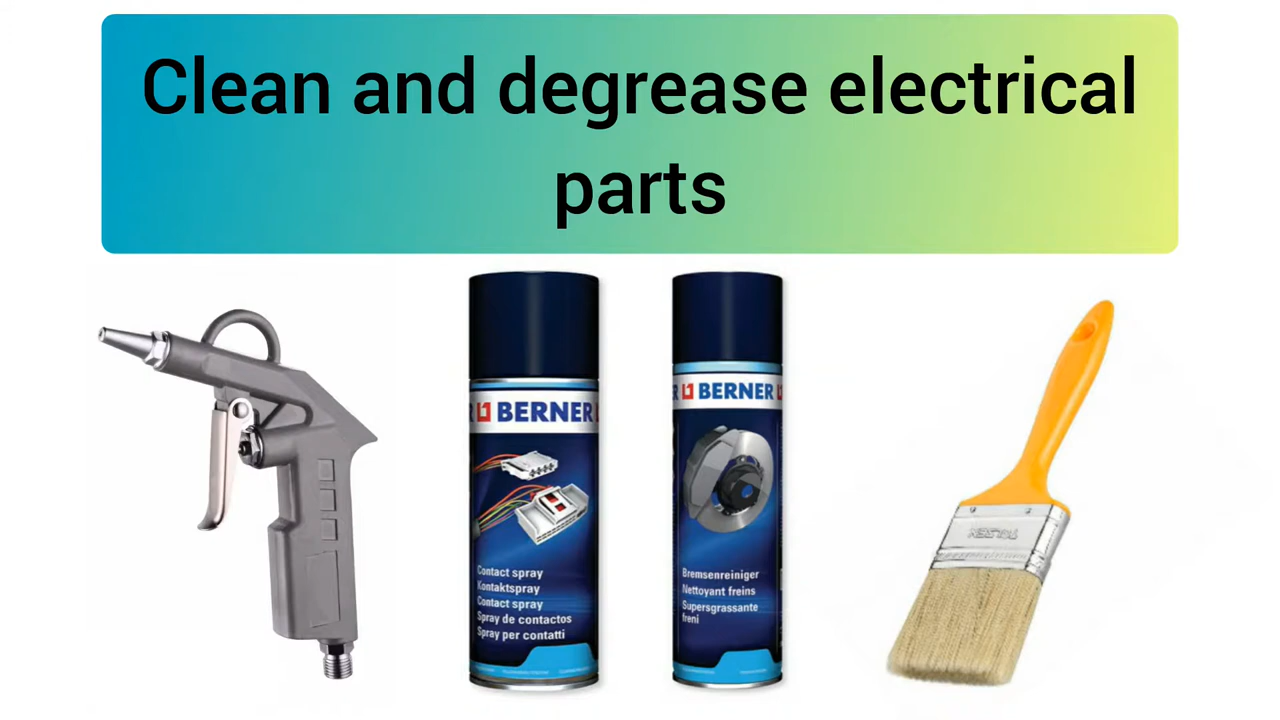 Clean and degrease electrical
parts
BERNER
BERNER
Contact spray
Kontaktspray
Contact spray
Spray de contactos
Spray per contatti
Bremsenreiniger
Nettoyant freins
Supersgrassante
freni